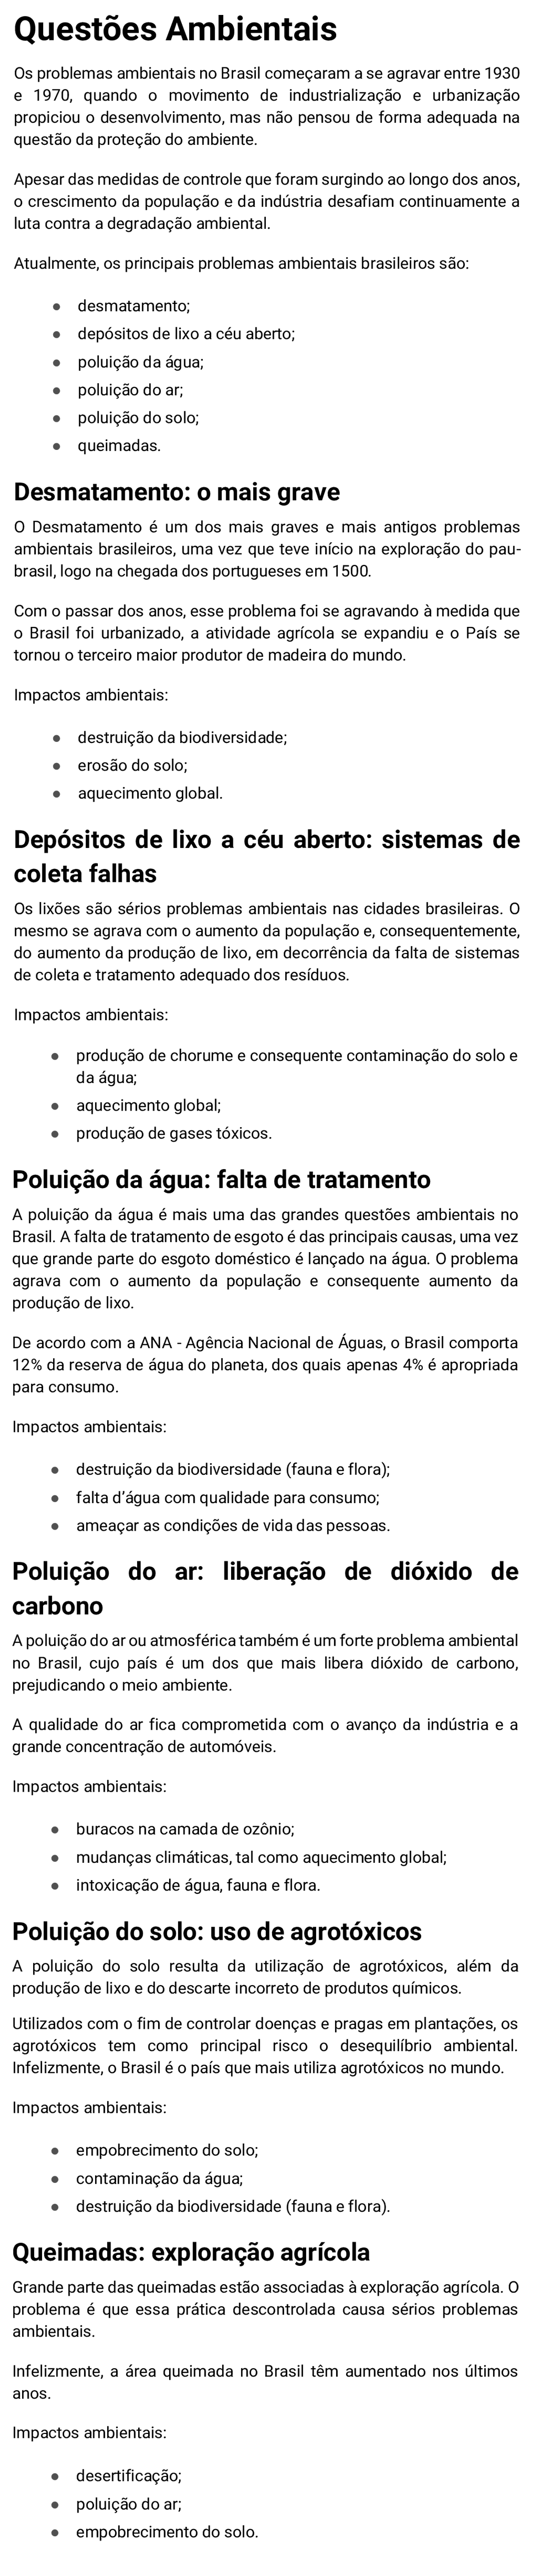 Questões Ambientais
Os problemas ambientais no Brasil começaram a se agravar entre 1930
e 1970, quando o movimento de industrialização e urbanização
propiciou o desenvolvimento, mas não pensou de forma adequada na
questão da proteção do ambiente.
Apesar das medidas de controle que foram surgindo ao longo dos anos,
o crescimento da população e da indústria desafiam continuamente a
luta contra a degradação ambiental.
Atualmente, os principais problemas ambientais brasileiros são:
● desmatamento;
● depósitos de lixo a céu aberto;
● poluição da água;
● poluição do ar;
● poluição do solo;
● queimadas.
Desmatamento: o mais grave
O Desmatamento é um dos mais graves e mais antigos problemas
ambientais brasileiros, uma vez que teve início na exploração do pau-
brasil, logo na chegada dos portugueses em 1500.
Com o passar dos anos, esse problema foi se agravando à medida que
o Brasil foi urbanizado, a atividade agrícola se expandiu e o País se
tornou o terceiro maior produtor de madeira do mundo.
Impactos ambientais:
● destruição da biodiversidade;
● erosão do solo;
● aquecimento global.
Depósitos de lixo a céu aberto: sistemas de
coleta falhas
Os lixões são sérios problemas ambientais nas cidades brasileiras. O
mesmo se agrava com o aumento da população e, consequentemente,
do aumento da produção de lixo, em decorrência da falta de sistemas
de coleta e tratamento adequado dos resíduos.
Impactos ambientais:
● produção de chorume e consequente contaminação do solo e
da água;
● aquecimento global;
● produção de gases tóxicos.
Poluição da água: falta de tratamento
A poluição da água é mais uma das grandes questões ambientais no
Brasil. A falta de tratamento de esgoto é das principais causas, uma vez
que grande parte do esgoto doméstico é lançado na água. O problema
agrava com o aumento da população e consequente aumento da
produção de lixo.
De acordo com a ANA - Agência Nacional de Águas, o Brasil comporta
12% da reserva de água do planeta, dos quais apenas 4% é apropriada
para consumo.
Impactos ambientais:
● destruição da biodiversidade (fauna e flora);
● falta d’água com qualidade para consumo;
● ameaçar as condições de vida das pessoas.
Poluição do ar: liberação de dióxido de
carbono
A poluição do ar ou atmosférica também é um forte problema ambiental
no Brasil, cujo país é um dos que mais libera dióxido de carbono,
prejudicando o meio ambiente.
A qualidade do ar fica comprometida com o avanço da indústria e a
grande concentração de automóveis.
Impactos ambientais:
● buracos na camada de ozônio;
● mudanças climáticas, tal como aquecimento global;
● intoxicação de água, fauna e flora.
Poluição do solo: uso de agrotóxicos
A poluição do solo resulta da utilização de agrotóxicos, além da
produção de lixo e do descarte incorreto de produtos químicos.
Utilizados com o fim de controlar doenças e pragas em plantações, os
agrotóxicos tem como principal risco o desequilíbrio ambiental.
Infelizmente, o Brasil é o país que mais utiliza agrotóxicos no mundo.
Impactos ambientais:
● empobrecimento do solo;
● contaminação da água;
● destruição da biodiversidade (fauna e flora).
Queimadas: exploração agrícola
Grande parte das queimadas estão associadas à exploração agrícola. O
problema é que essa prática descontrolada causa sérios problemas
ambientais.
Infelizmente, a área queimada no Brasil têm aumentado nos últimos
anos.
Impactos ambientais:
● desertificação;
● poluição do ar;
● empobrecimento do solo.